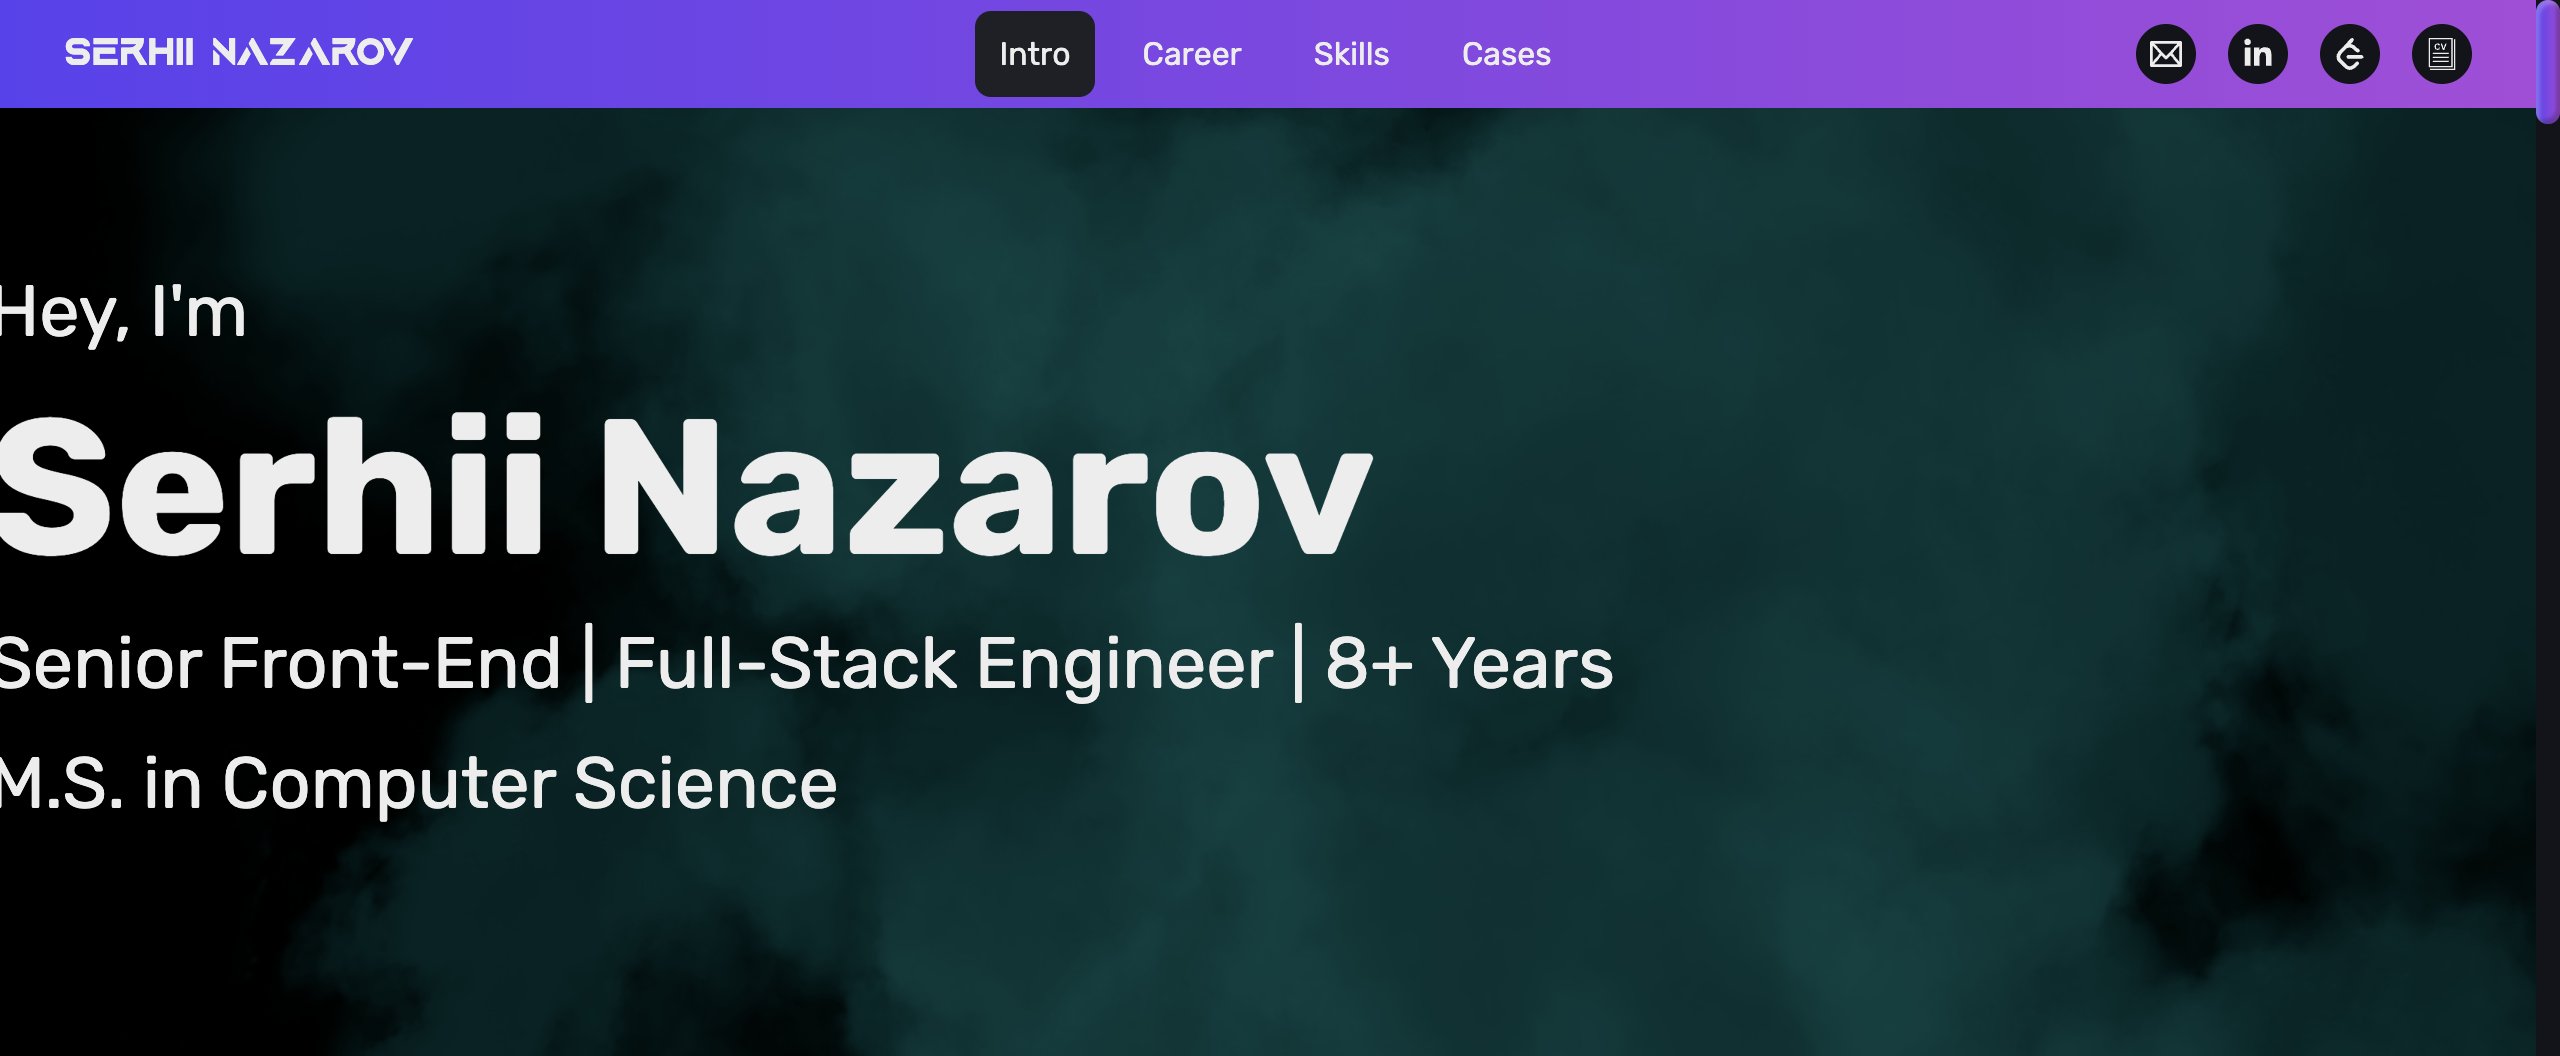 SERHII NAZAROV
Intro Career Skills Cases
in
CV
Hey, I'm
Serhii Nazarov
Senior Front-End | Full-Stack Engineer | 8+ Years
M.S. in Computer Science